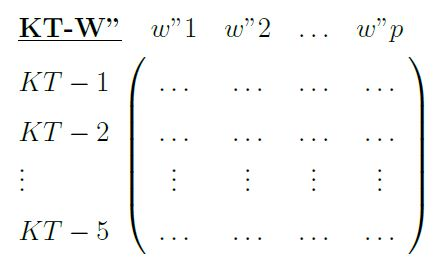 KT-W” w”1 w”2 … w”p
KT − 1 … … … …
KT − 2 … … … …
⋮ ⋮ ⋮ ⋮ ⋮
KT − 5 … … … …